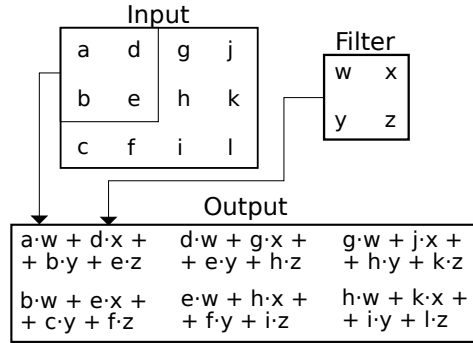 Input
a d g j
b e h k
c f i l
Filter
w x
y z
Output
a·w + d·x +
+ b·y + e·z
d·w + g·x +
+ e·y + h·z
g·w + j·x +
+ h·y + k·z
b·w + e·x +
+ c·y + f·z
e·w + h·x +
+ f·y + i·z
h·w + k·x +
+ i·y + l·z